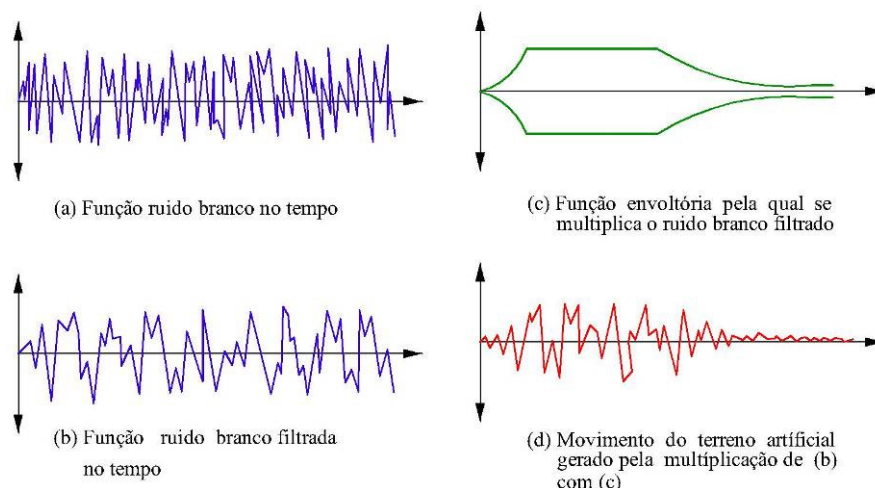 (a) Função ruido branco no tempo
(b) Função ruido branco filtrada
no tempo
(c) Função envoltória pela qual se
multiplica o ruido branco filtrado
(d) Movimento do terreno artíficial
gerado pela multíplicação de (b)
com (c)